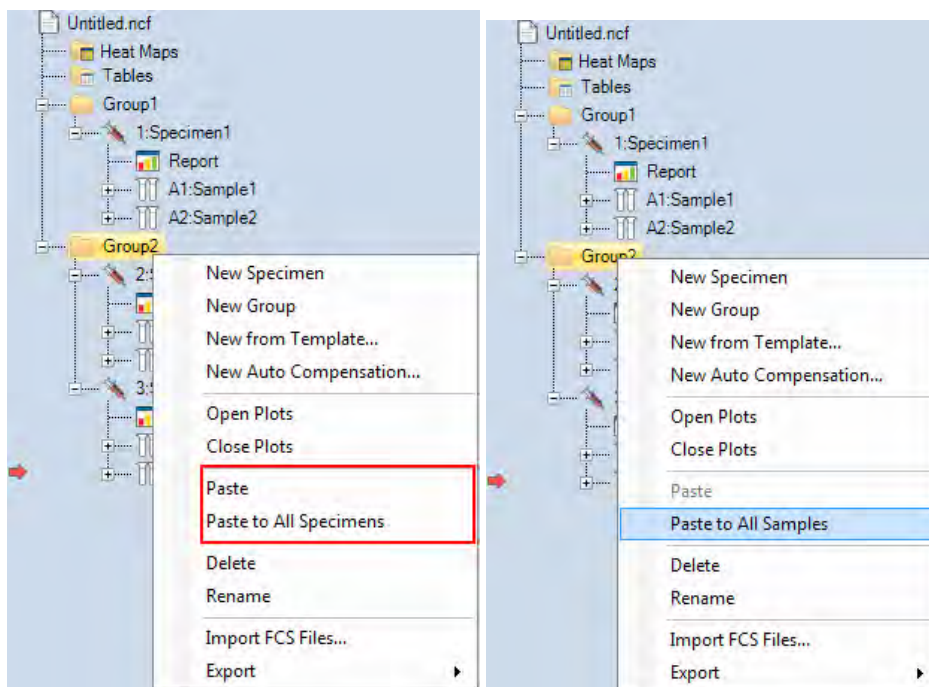 Untitled.ncf
Heat Maps
Tables
Group1
1:Specimen1
Report
A1:Sample1
A2:Sample2
Group2
2:
3:
New Specimen
New Group
New from Template...
New Auto Compensation...
Open Plots
Close Plots
Paste
Paste to All Specimens
Delete
Rename
Import FCS Files...
Export
Untitled.ncf
Heat Maps
Tables
Group1
1:Specimen1
Report
A1:Sample1
A2:Sample2
Group2
New Specimen
New Group
New from Template...
New Auto Compensation...
Open Plots
Close Plots
Paste
Paste to All Samples
Delete
Rename
Import FCS Files...
Export